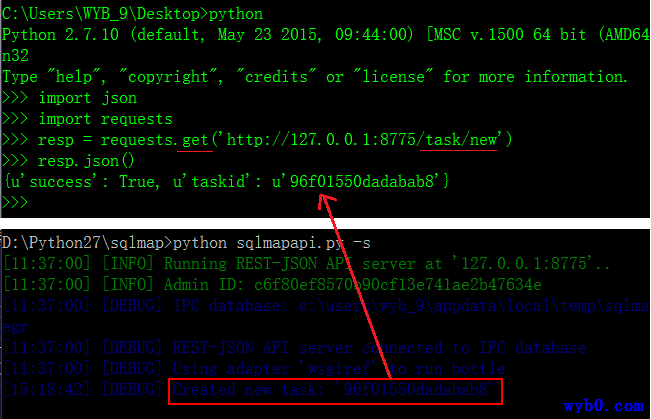 C:\Users\WYB_9\Desktop>python
Python 2.7.10 (default, May 23 2015, 09:44:00) [MSC v.1500 64 bit (AMD64
n32
Type "help", "copyright", "credits" or "license" for more information.
>>> import json
>>> import requests
>>> resp = requests.get('http://127.0.0.1:8775/task/new')
>>> resp.json()
{u'success': True, u'taskid': u'96f01550dadabab8'}
>>>
D:\Python27\sqlmap>python sqlmapapi.py -s
[11:37:00] [INFO] Running REST-JSON API server at '127.0.0.1:8775'..
[11:37:00] [INFO] Admin ID: c6f80ef8570b90cf13e741ae2b47634e
[11:37:00] [DEBUG] IPC database: c:\users\wyb_9\appdata\local\temp\sqlma
[11:37:00] [DEBUG] REST-JSON API server connected to IPC database
[11:37:00] [DEBUG] Using adapter 'wsgiref' to run bottle
[15:18:42] [DEBUG] Created new task: '96f01550dadabab8'
wyb0.com